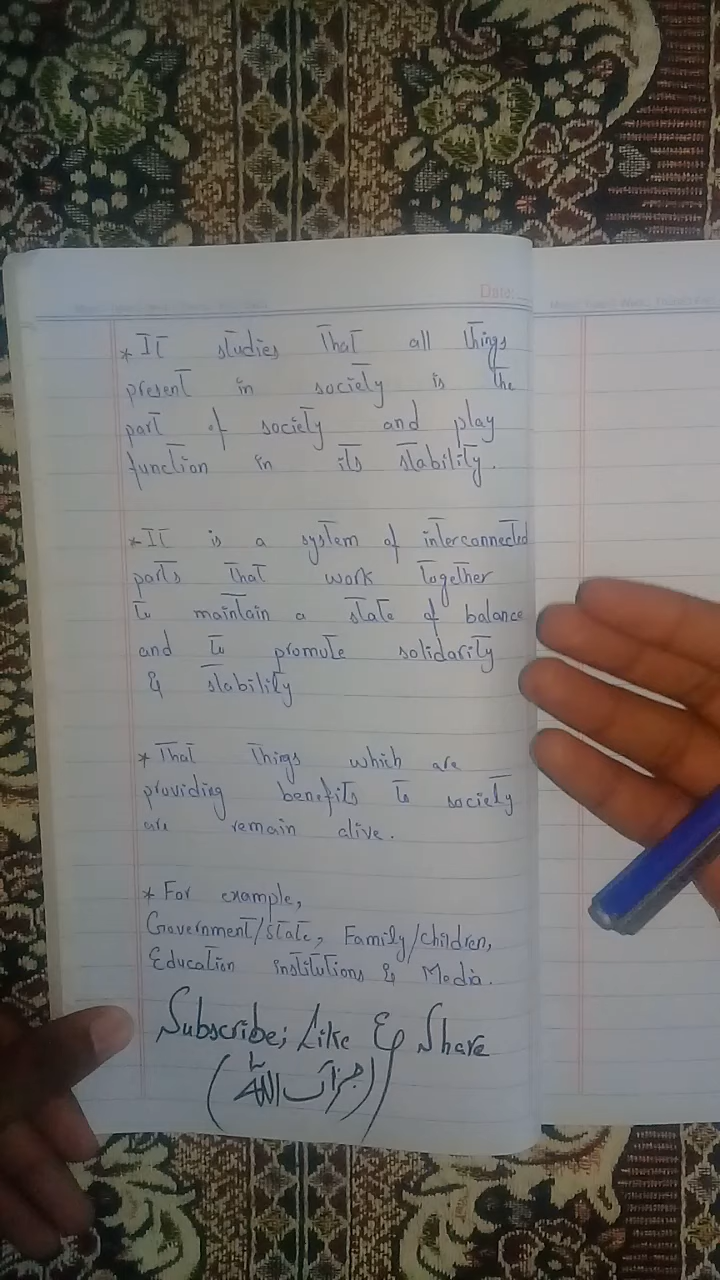 Date:
* It studies that all things
present in society is the
part of society and play
function in its stability.
* It is a system of interconnected
parts that work together
to maintain a state of balance
and to promote solidarity
& stability
* That things which are
providing benefits to society
are remain alive.
* For example,
Government/state, Family/children,
Education institutions & Media.
Subscribe; Like & Share